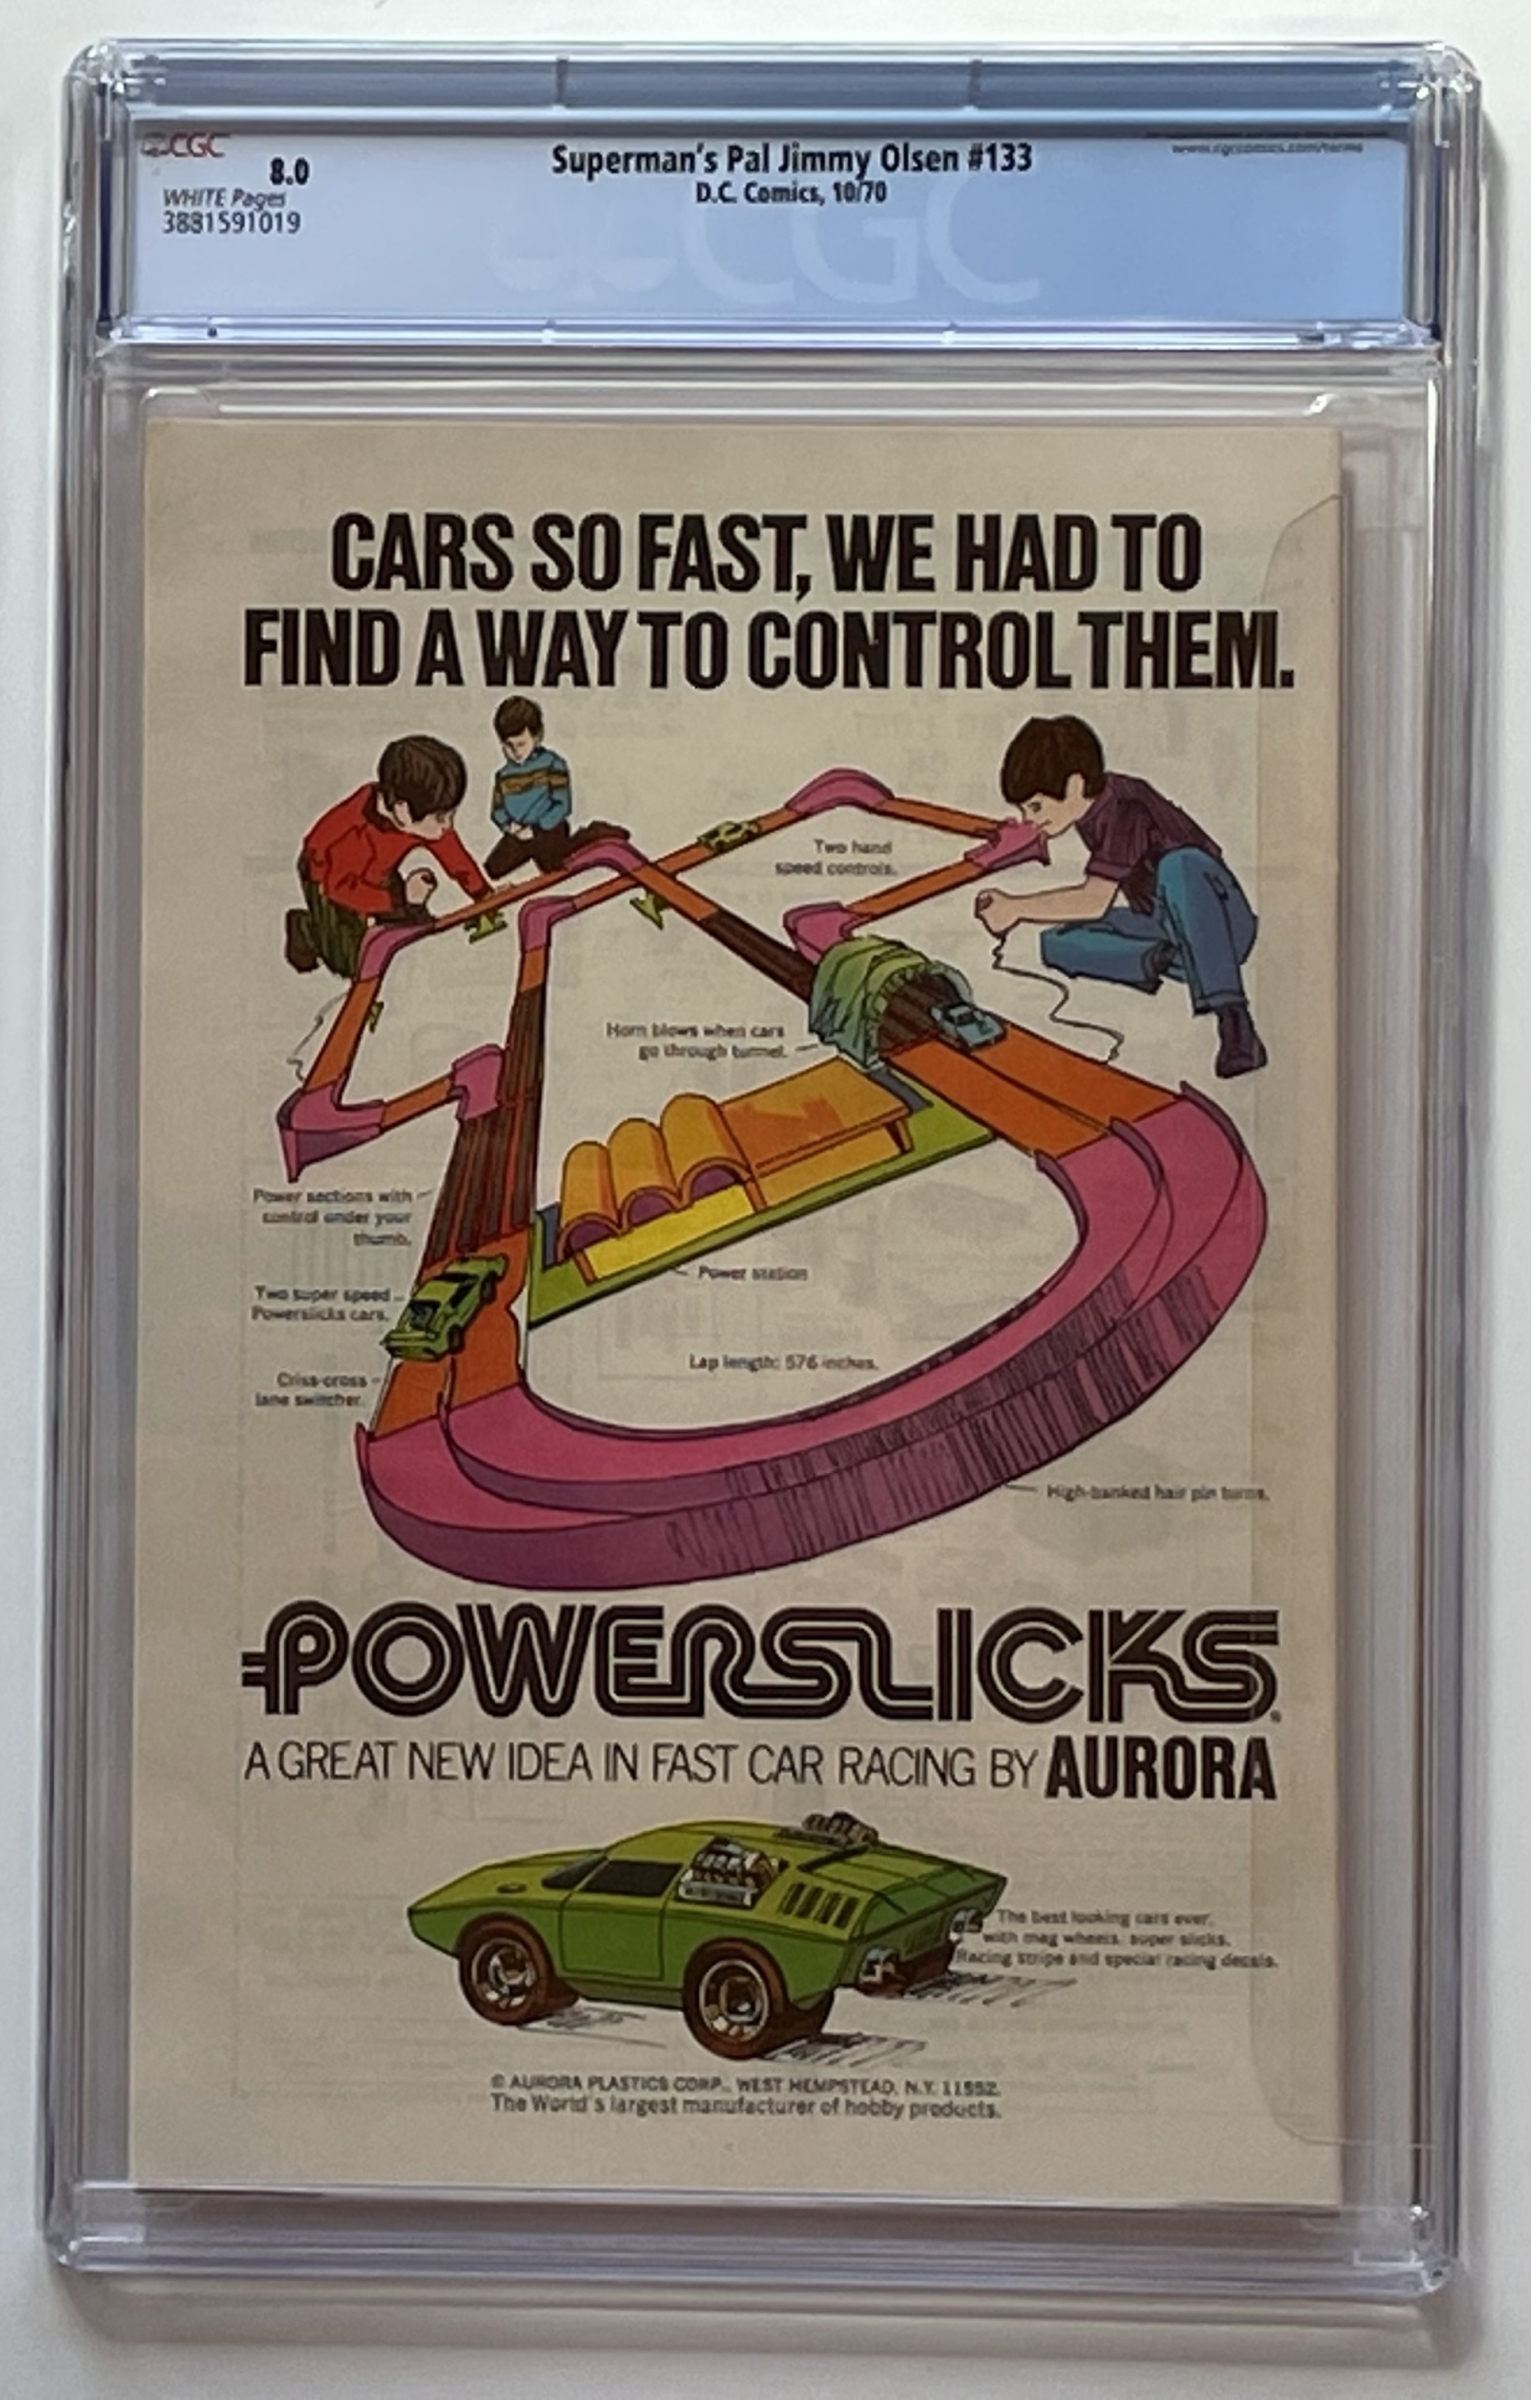 CGC
8.0
WHITE Pages
3881591019
Superman's Pal Jimmy Olsen #133
D.C. Comics, 10/70
www.cgccomics.com/terms
CGC
CARS SO FAST, WE HAD TO
FIND A WAY TO CONTROL THEM.
Two hand
speed controls.
Horn blows when cars
go through tunnel.
Power sections with
control under your
thumb.
Power station
Two super speed
Powerslicks cars.
Lap length: 576 inches.
Criss-cross
lane switcher.
High-banked hair pin turns.
POWERSLICKS
A GREAT NEW IDEA IN FAST CAR RACING BY AURORA
The best looking cars ever,
with mag wheels, super slicks.
Racing stripe and special racing decals.
© AURORA PLASTICS CORP., WEST HEMPSTEAD, N.Y. 11552.
The World's largest manufacturer of hobby products.